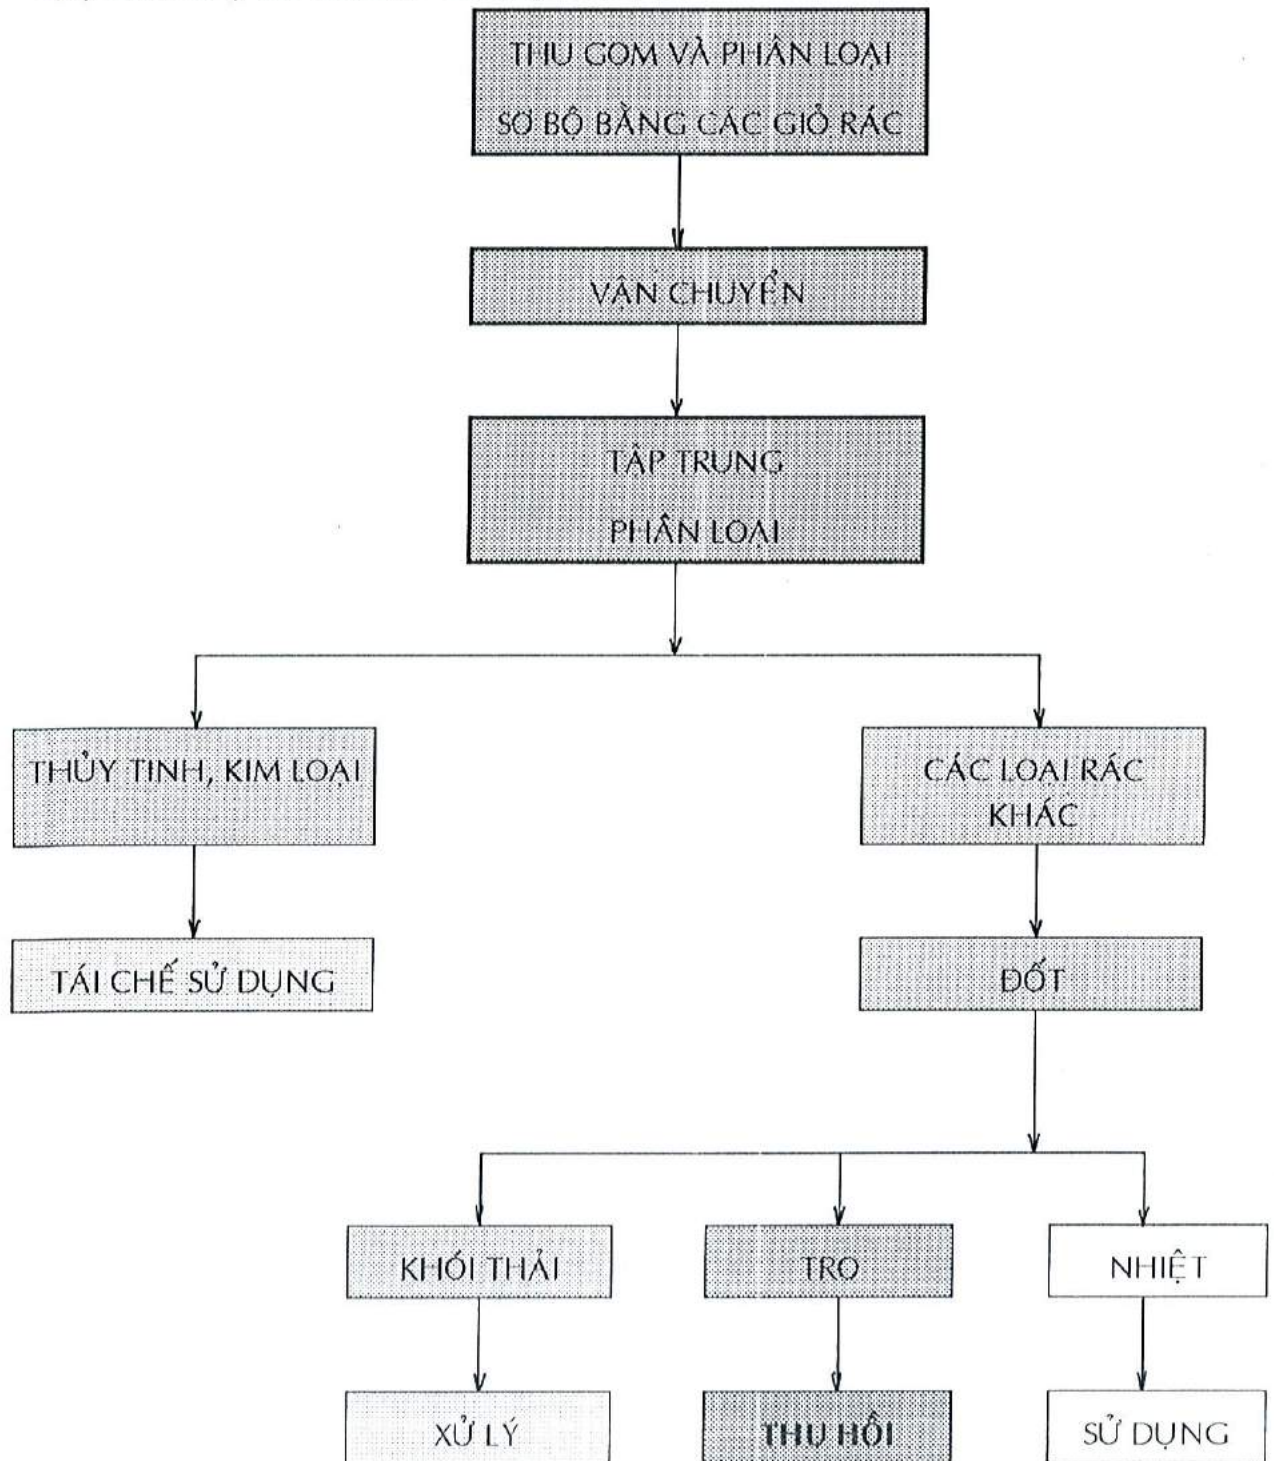 THU GOM VÀ PHÂN LOẠI
SƠ BỘ BẰNG CÁC GIỎ RÁC
VẬN CHUYỂN
TẬP TRUNG
PHÂN LOẠI
THỦY TINH, KIM LOẠI
CÁC LOẠI RÁC
KHÁC
TÁI CHẾ SỬ DỤNG
ĐỐT
KHÓI THẢI
TRO
NHIỆT
XỬ LÝ
THU HỒI
SỬ DỤNG